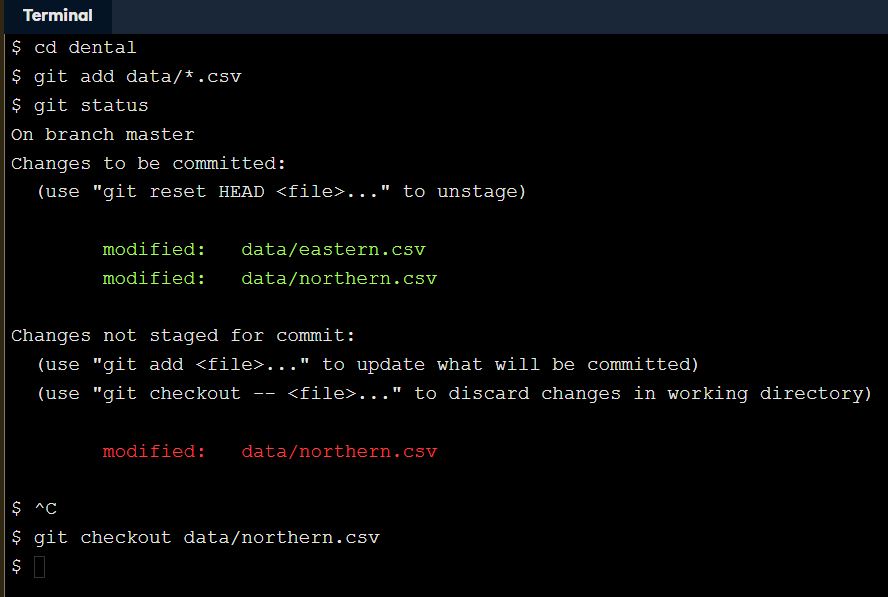 Terminal
$ cd dental
$ git add data/*.csv
$ git status
On branch master
Changes to be committed:
  (use "git reset HEAD <file>..." to unstage)

        modified:   data/eastern.csv
        modified:   data/northern.csv

Changes not staged for commit:
  (use "git add <file>..." to update what will be committed)
  (use "git checkout -- <file>..." to discard changes in working directory)

        modified:   data/northern.csv

$ ^C
$ git checkout data/northern.csv
$